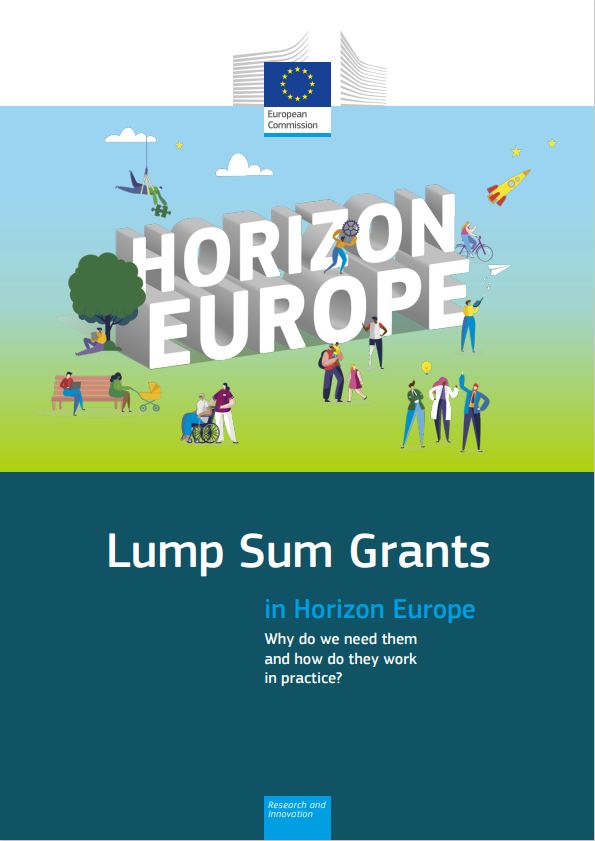 European
Commission
HORIZON
EUROPE
Lump Sum Grants
in Horizon Europe
Why do we need them
and how do they work
in practice?
Research and
Innovation